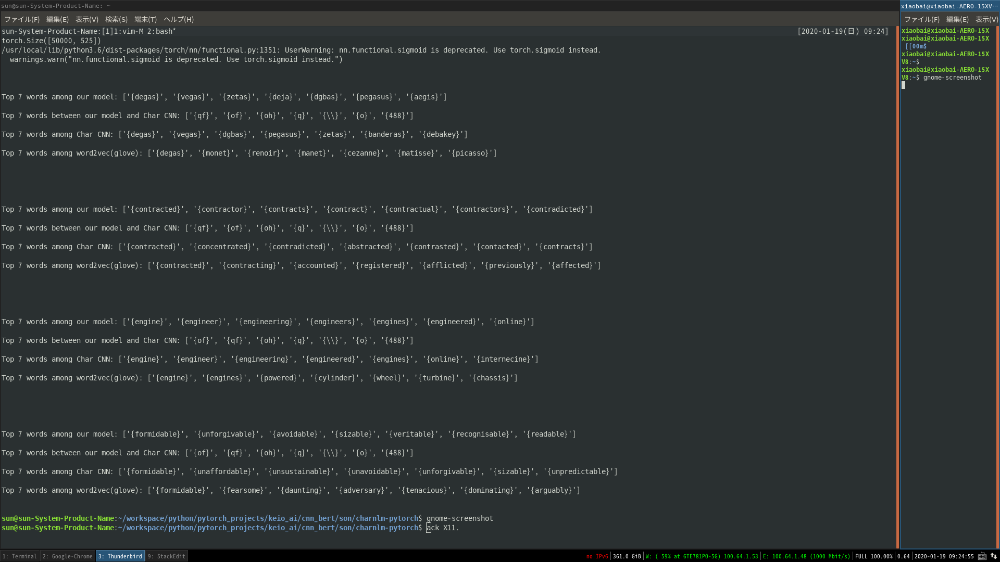 sun@sun-System-Product-Name: ~
ファイル(F) 編集(E) 表示(V) 検索(S) 端末(T) ヘルプ(H)
sun-System-Product-Name:[1]1:vim-M 2:bash* [2020-01-19(日) 09:24]
torch.Size([50000, 525])
/usr/local/lib/python3.6/dist-packages/torch/nn/functional.py:1351: UserWarning: nn.functional.sigmoid is deprecated. Use torch.sigmoid instead.
  warnings.warn("nn.functional.sigmoid is deprecated. Use torch.sigmoid instead.")
Top 7 words among our model: ['{degas}', '{vegas}', '{zetas}', '{deja}', '{dgbas}', '{pegasus}', '{aegis}']
Top 7 words between our model and Char CNN: ['{qf}', '{of}', '{oh}', '{q}', '{\\}', '{o}', '{488}']
Top 7 words among Char CNN: ['{degas}', '{vegas}', '{dgbas}', '{pegasus}', '{zetas}', '{banderas}', '{debakey}']
Top 7 words among word2vec(glove): ['{degas}', '{monet}', '{renoir}', '{manet}', '{cezanne}', '{matisse}', '{picasso}']
Top 7 words among our model: ['{contracted}', '{contractor}', '{contracts}', '{contract}', '{contractual}', '{contractors}', '{contradicted}']
Top 7 words between our model and Char CNN: ['{qf}', '{of}', '{oh}', '{q}', '{\\}', '{o}', '{488}']
Top 7 words among Char CNN: ['{contracted}', '{concentrated}', '{contradicted}', '{abstracted}', '{contrasted}', '{contacted}', '{contracts}']
Top 7 words among word2vec(glove): ['{contracted}', '{contracting}', '{accounted}', '{registered}', '{afflicted}', '{previously}', '{affected}']
Top 7 words among our model: ['{engine}', '{engineer}', '{engineering}', '{engineers}', '{engines}', '{engineered}', '{online}']
Top 7 words between our model and Char CNN: ['{of}', '{qf}', '{oh}', '{q}', '{\\}', '{o}', '{488}']
Top 7 words among Char CNN: ['{engine}', '{engineer}', '{engineering}', '{engineered}', '{engines}', '{online}', '{internecine}']
Top 7 words among word2vec(glove): ['{engine}', '{engines}', '{powered}', '{cylinder}', '{wheel}', '{turbine}', '{chassis}']
Top 7 words among our model: ['{formidable}', '{unforgivable}', '{avoidable}', '{sizable}', '{veritable}', '{recognisable}', '{readable}']
Top 7 words between our model and Char CNN: ['{of}', '{qf}', '{oh}', '{q}', '{\\}', '{o}', '{488}']
Top 7 words among Char CNN: ['{formidable}', '{unaffordable}', '{unsustainable}', '{unavoidable}', '{unforgivable}', '{sizable}', '{unpredictable}']
Top 7 words among word2vec(glove): ['{formidable}', '{fearsome}', '{daunting}', '{adversary}', '{tenacious}', '{dominating}', '{arguably}']
sun@sun-System-Product-Name:~/workspace/python/pytorch_projects/keio_ai/cnn_bert/son/charnlm-pytorch$ gnome-screenshot
sun@sun-System-Product-Name:~/workspace/python/pytorch_projects/keio_ai/cnn_bert/son/charnlm-pytorch$ ack X11.
xiaobai@xiaobai-AERO-15XV…
ファイル(F) 編集(E) 表示(V)
xiaobai@xiaobai-AERO-15X
xiaobai@xiaobai-AERO-15X
[[00m$
xiaobai@xiaobai-AERO-15X
V8:~$
xiaobai@xiaobai-AERO-15X
V8:~$ gnome-screenshot
1: Terminal 2: Google-Chrome 3: Thunderbird 9: StackEdit no IPv6 361.0 GiB W: ( 59% at 6TE781PO-5G) 100.64.1.53 E: 100.64.1.48 (1000 Mbit/s) FULL 100.00% 0.64 2020-01-19 09:24:55